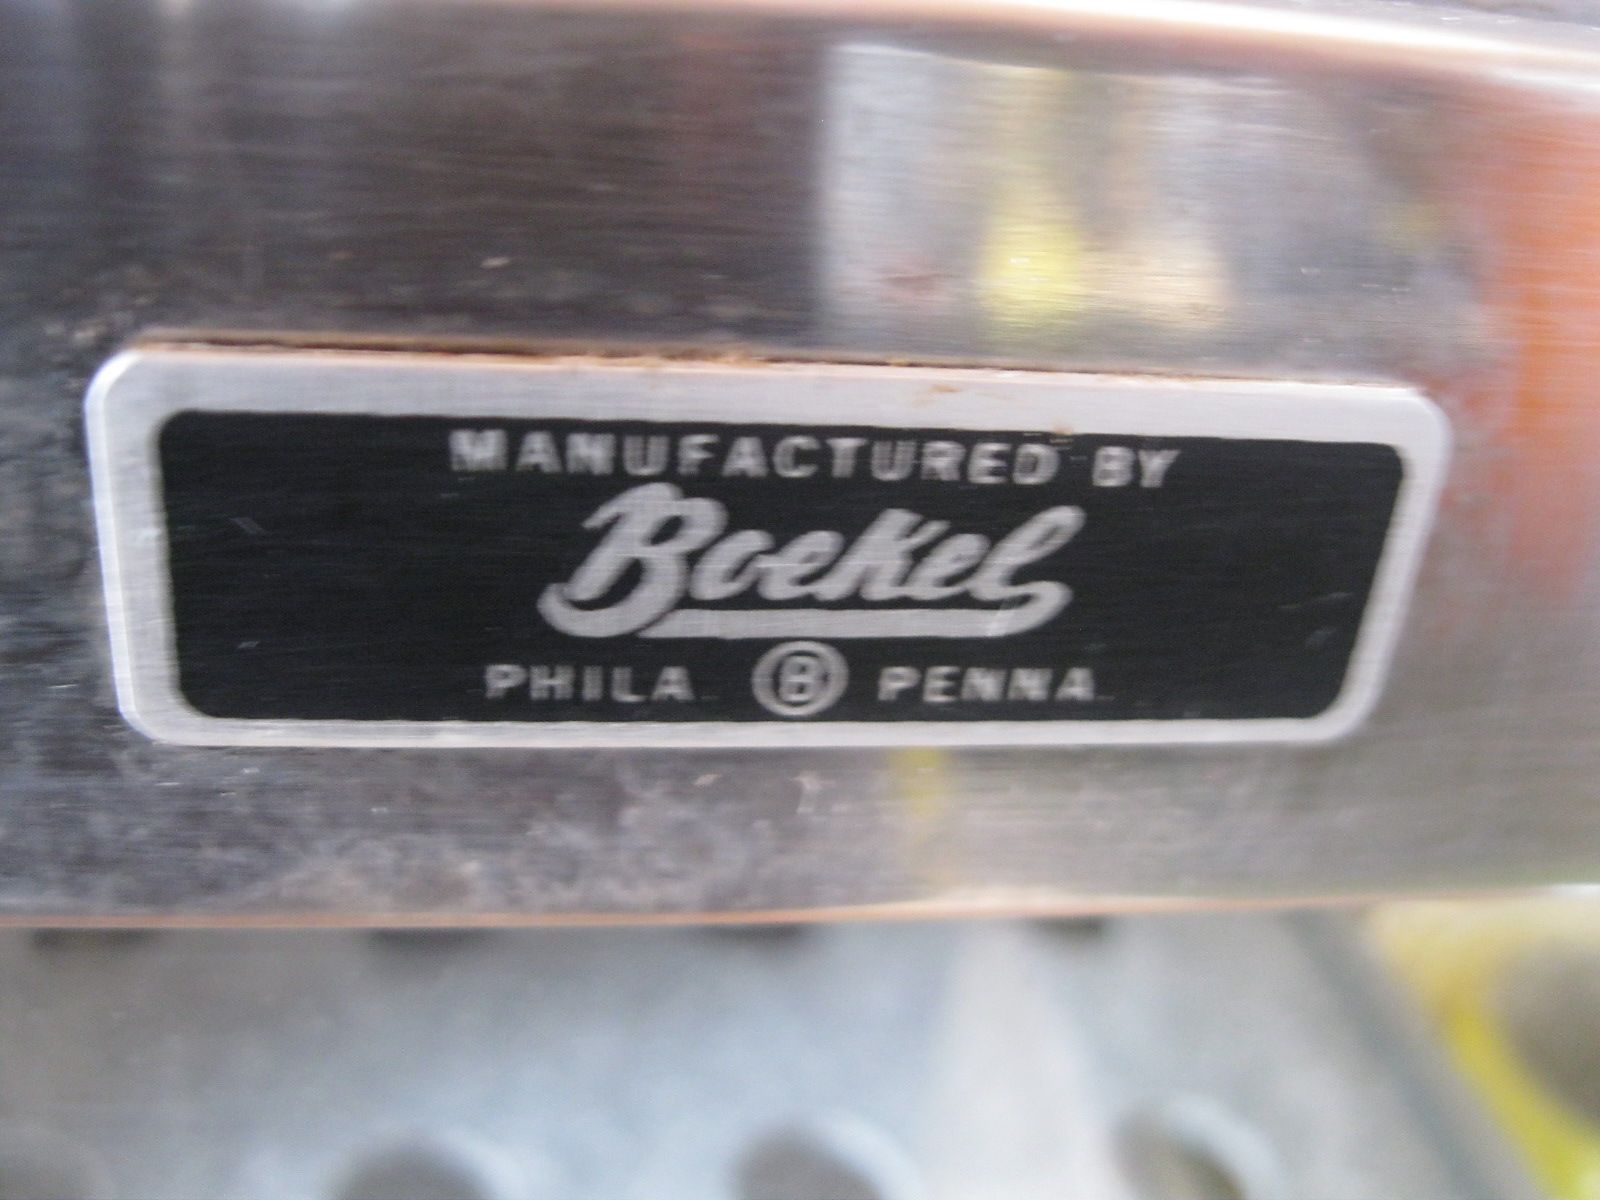 MANUFACTURED BY
Boekel
PHILA. B PENNA.